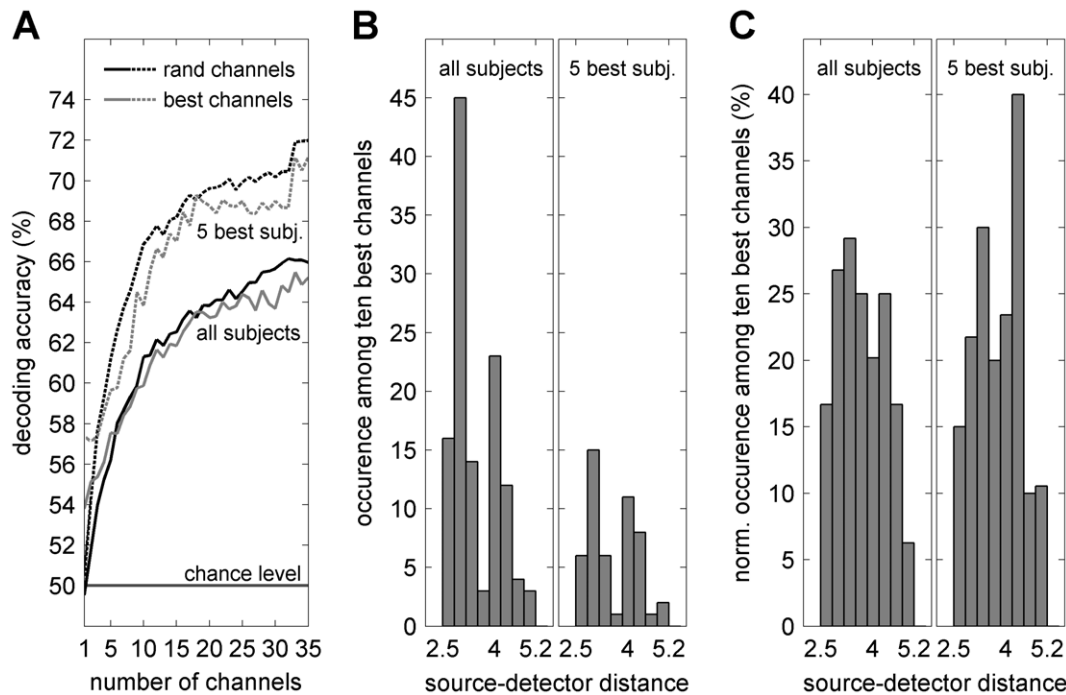 A
rand channels
best channels
74
72
70
68
66
64
62
60
58
56
54
52
50
decoding accuracy (%)
5 best subj.
all subjects
chance level
1 5 10 15 20 25 30 35
number of channels
B
all subjects
5 best subj.
45
40
35
30
25
20
15
10
5
0
occurence among ten best channels
2.5 4 5.2
2.5 4 5.2
source-detector distance
C
all subjects
5 best subj.
40
35
30
25
20
15
10
5
0
norm. occurence among ten best channels (%)
2.5 4 5.2
2.5 4 5.2
source-detector distance